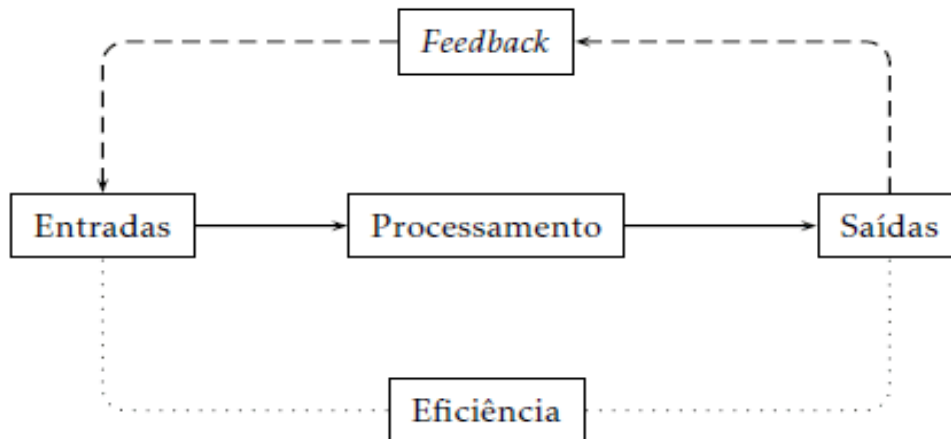 Feedback
Entradas
Processamento
Saídas
Eficiência